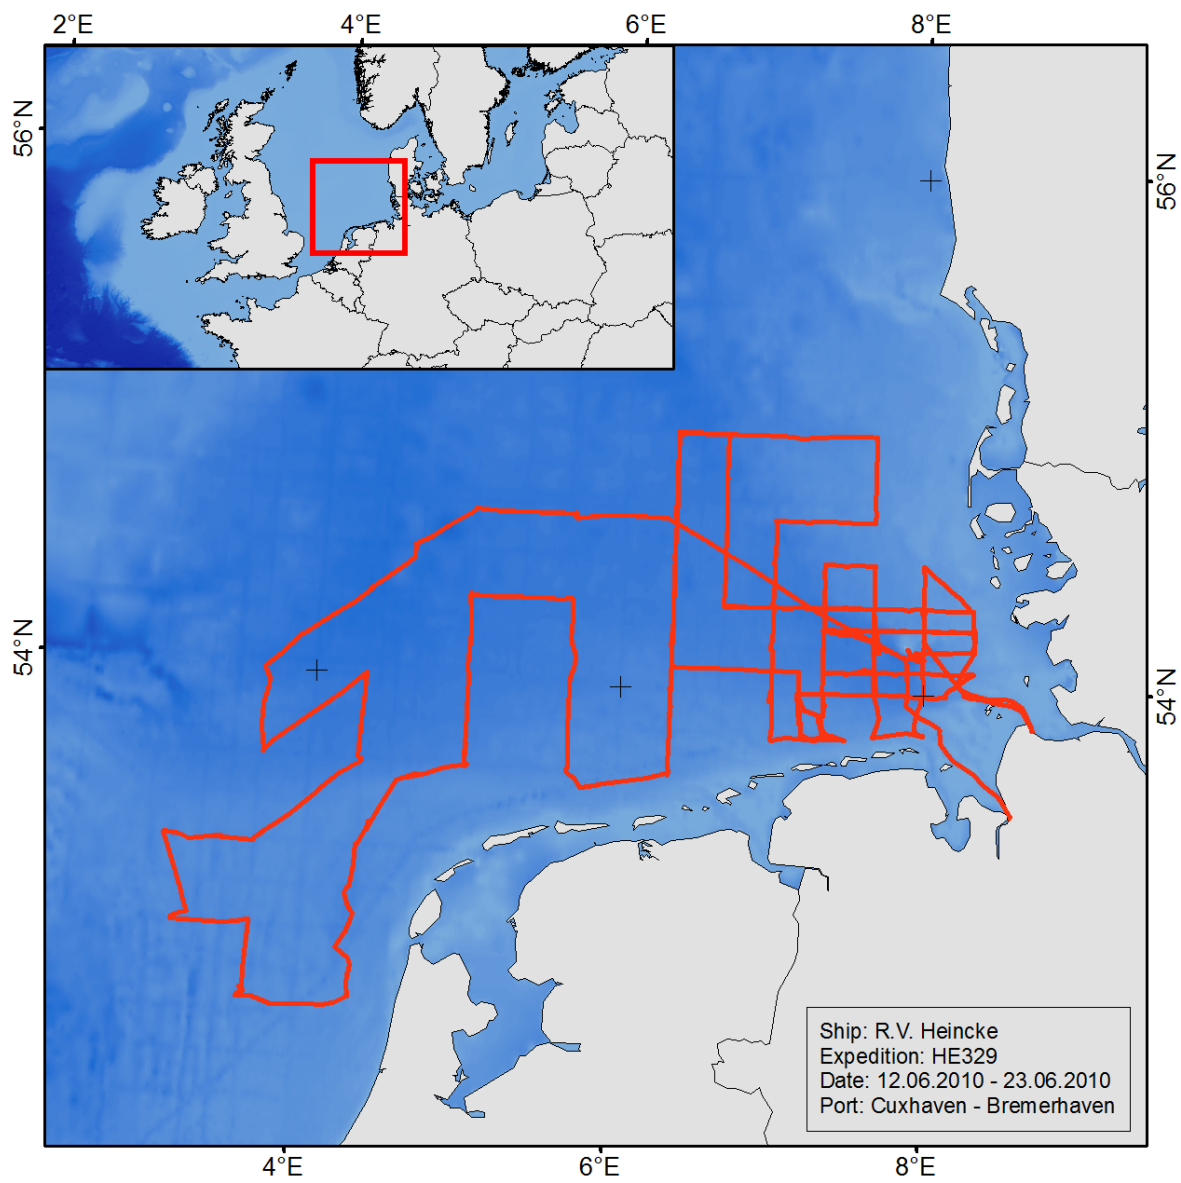 2°E 4°E 6°E 8°E
56°N
56°N
54°N
54°N
Ship: R.V. Heincke
Expedition: HE329
Date: 12.06.2010 - 23.06.2010
Port: Cuxhaven - Bremerhaven
4°E 6°E 8°E